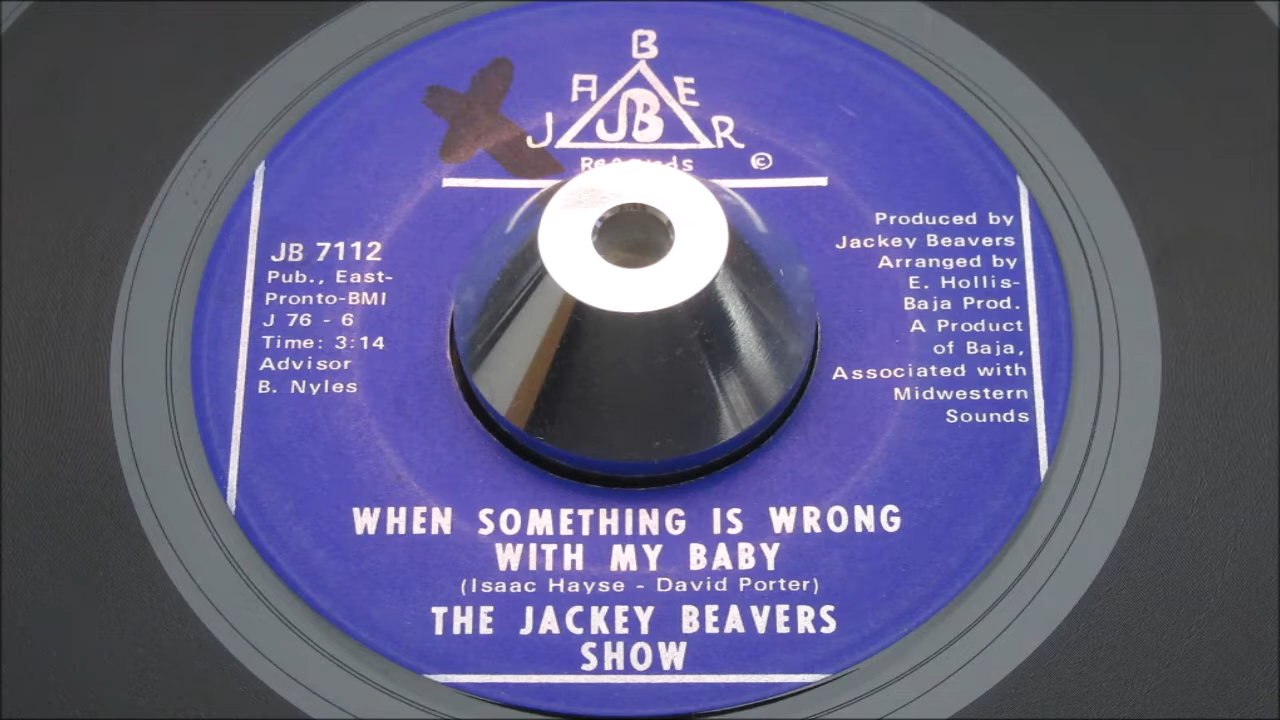 JABER
JB
Records ©
JB 7112
Pub., East-
Pronto-BMI
J 76 - 6
Time: 3:14
Advisor
B. Nyles
Produced by
Jackey Beavers
Arranged by
E. Hollis-
Baja Prod.
A Product
of Baja,
Associated with
Midwestern
Sounds
WHEN SOMETHING IS WRONG
WITH MY BABY
(Isaac Hayse - David Porter)
THE JACKEY BEAVERS
SHOW